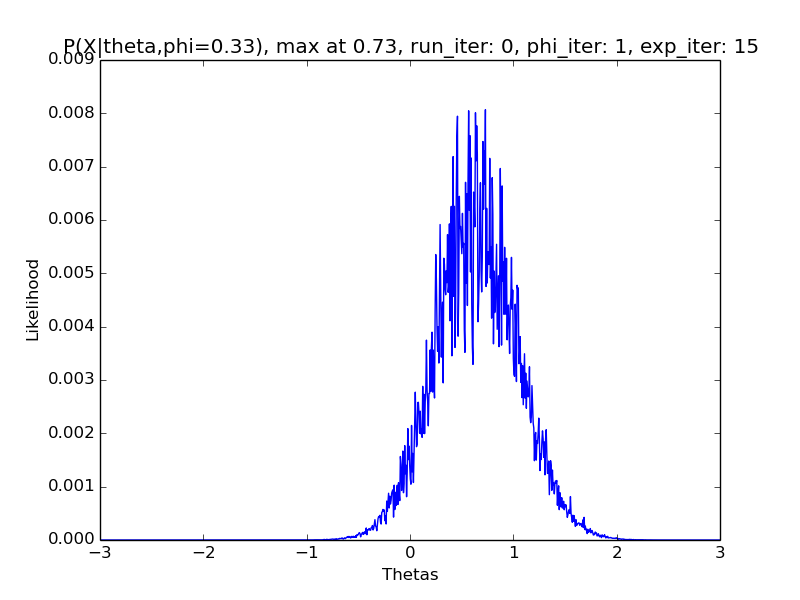 P(X|theta,phi=0.33), max at 0.73, run_iter: 0, phi_iter: 1, exp_iter: 15
0.009
0.008
0.007
0.006
0.005
0.004
0.003
0.002
0.001
0.000
Likelihood
−3 −2 −1 0 1 2 3
Thetas